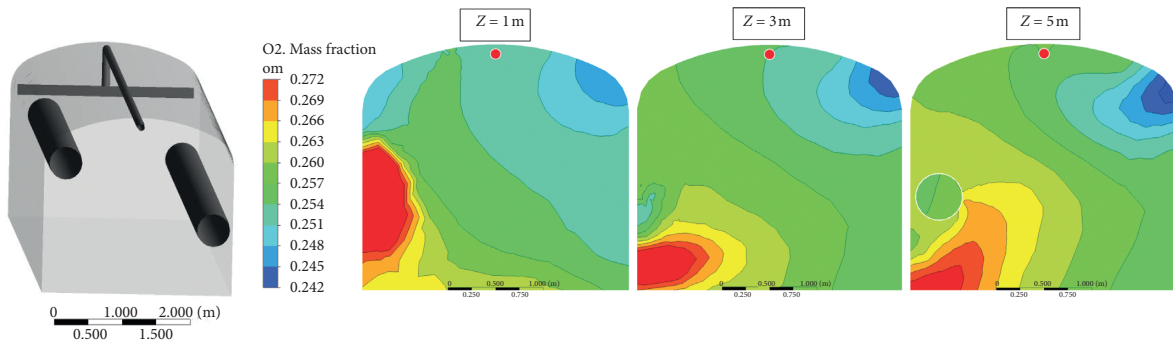 O2. Mass fraction
om
0.272
0.269
0.266
0.263
0.260
0.257
0.254
0.251
0.248
0.245
0.242
0 1.000 2.000 (m)
0.500 1.500
Z = 1 m
0 0.500 1.000 (m)
0.250 0.750
Z = 3 m
0 0.500 1.000 (m)
0.250 0.750
Z = 5 m
0 0.500 1.000 (m)
0.250 0.750